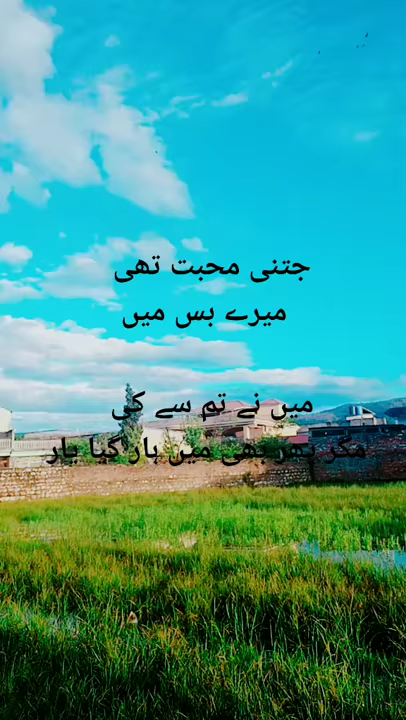 جتنی محبت تھی
میرے بس میں
میں نے تم سے کی
مگر پھر بھی میں ہار گیا یار